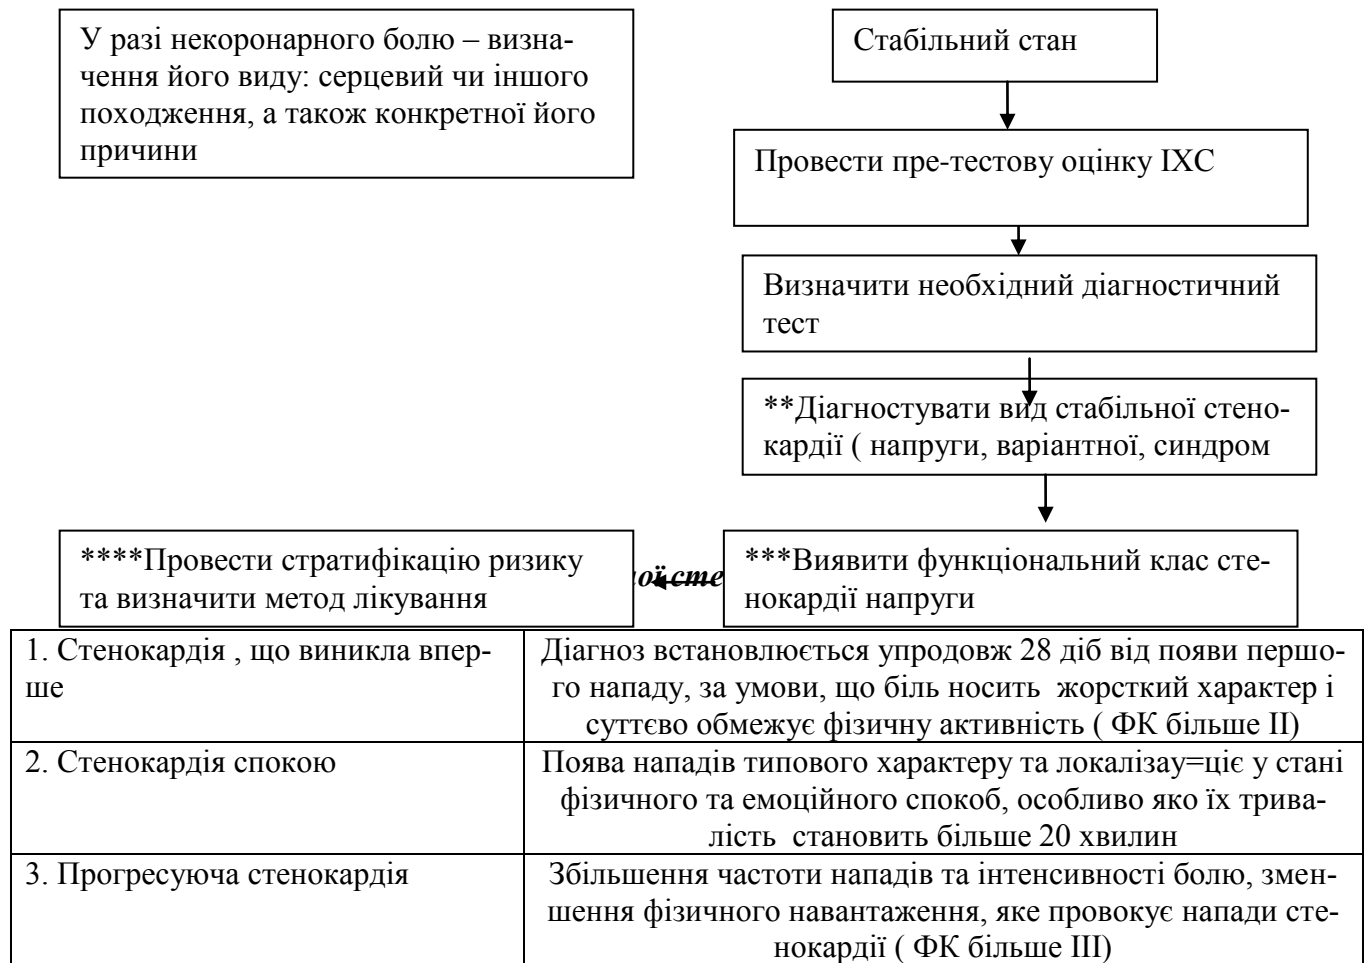 У разі некоронарного болю – визна-
чення його виду: серцевий чи іншого
походження, а також конкретної його
причини
Стабільний стан
Провести пре-тестову оцінку ІХС
Визначити необхідний діагностичний
тест
**Діагностувати вид стабільної стено-
кардії ( напруги, варіантної, синдром
****Провести стратифікацію ризику
та визначити метод лікування
ої сте
***Виявити функціональний клас сте-
нокардії напруги
1. Стенокардія , що виникла впер-
ше
Діагноз встановлюється упродовж 28 діб від появи першо-
го нападу, за умови, що біль носить жорсткий характер і
суттєво обмежує фізичну активність ( ФК більше ІІ)
2. Стенокардія спокою
Поява нападів типового характеру та локалізау=ціє у стані
фізичного та емоційного спокоб, особливо яко їх трива-
лість становить більше 20 хвилин
3. Прогресуюча стенокардія
Збільшення частоти нападів та інтенсивності болю, змен-
шення фізичного навантаження, яке провокує напади сте-
нокардії ( ФК більше ІІІ)